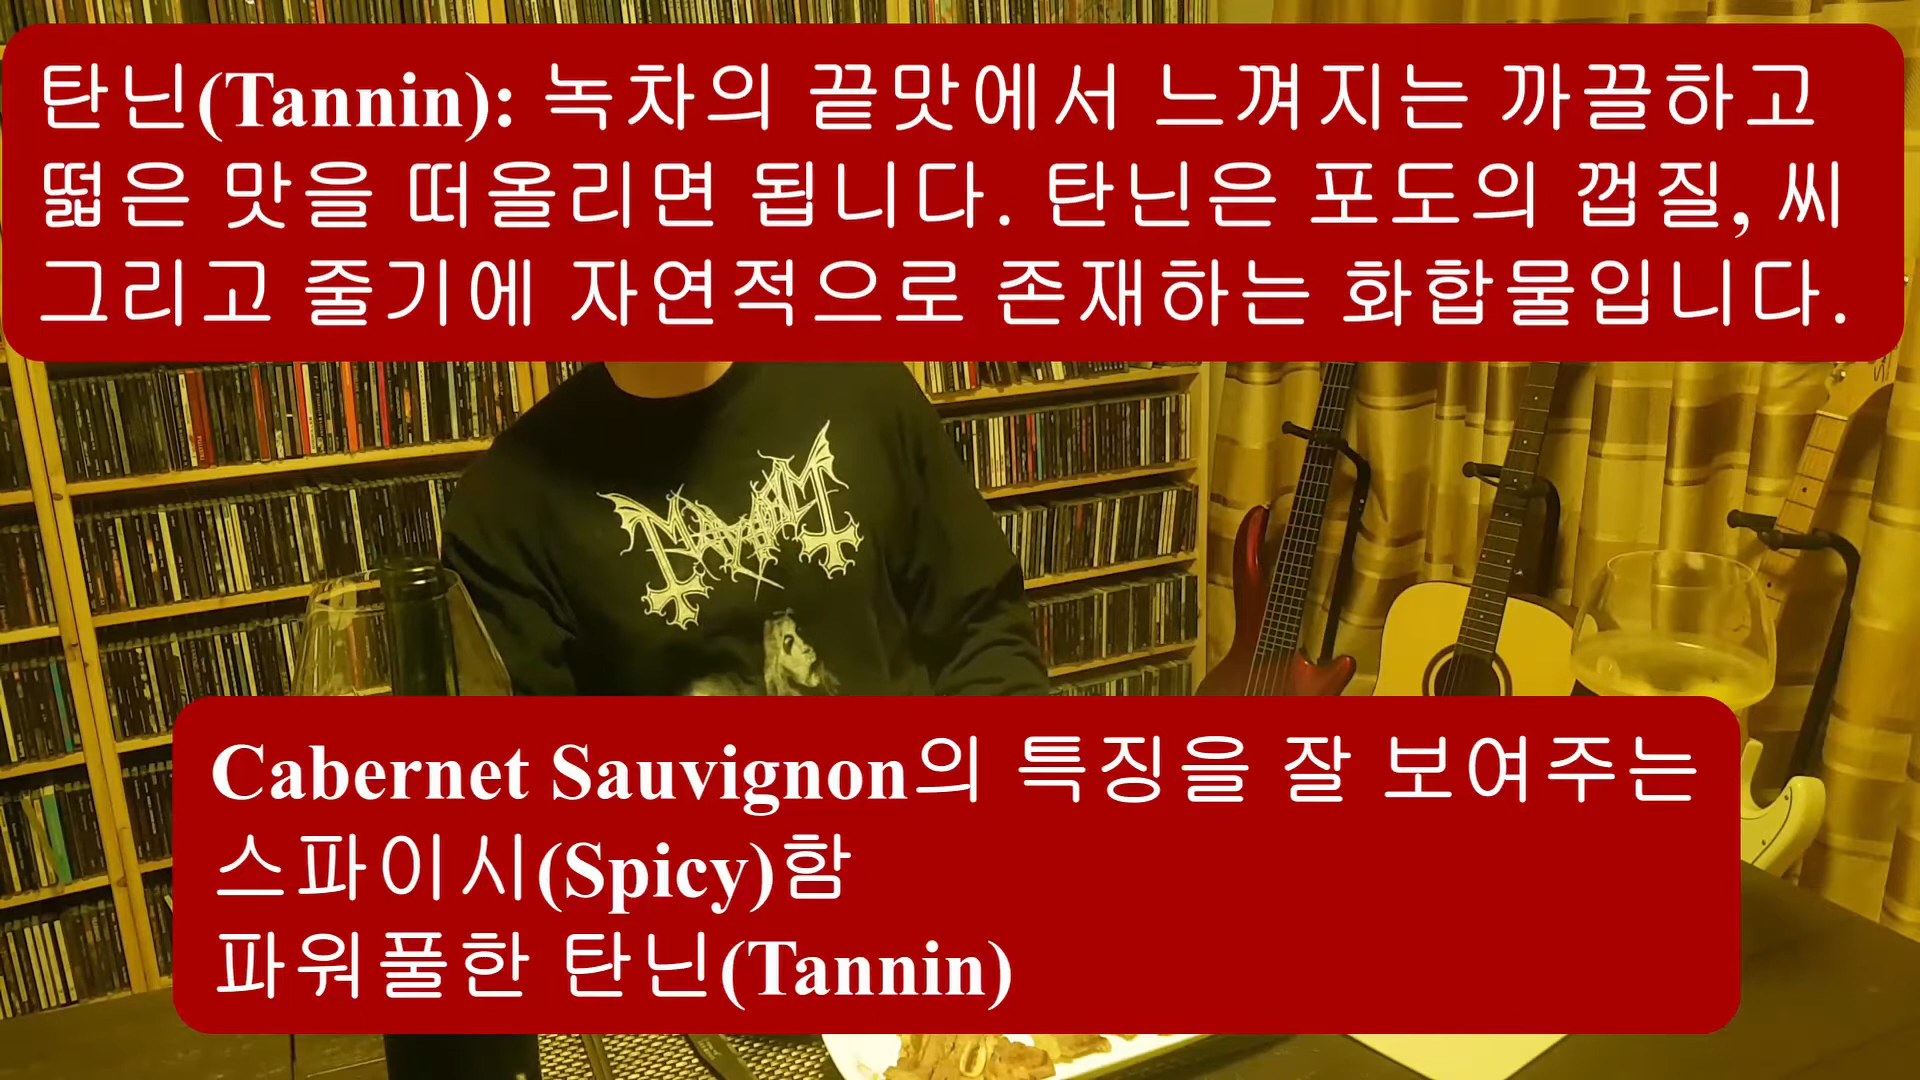 탄닌(Tannin): 녹차의 끝맛에서 느껴지는 까끌하고
떫은 맛을 떠올리면 됩니다. 탄닌은 포도의 껍질, 씨
그리고 줄기에 자연적으로 존재하는 화합물입니다.
MAYHEM
Cabernet Sauvignon의 특징을 잘 보여주는
스파이시(Spicy)함
파워풀한 탄닌(Tannin)